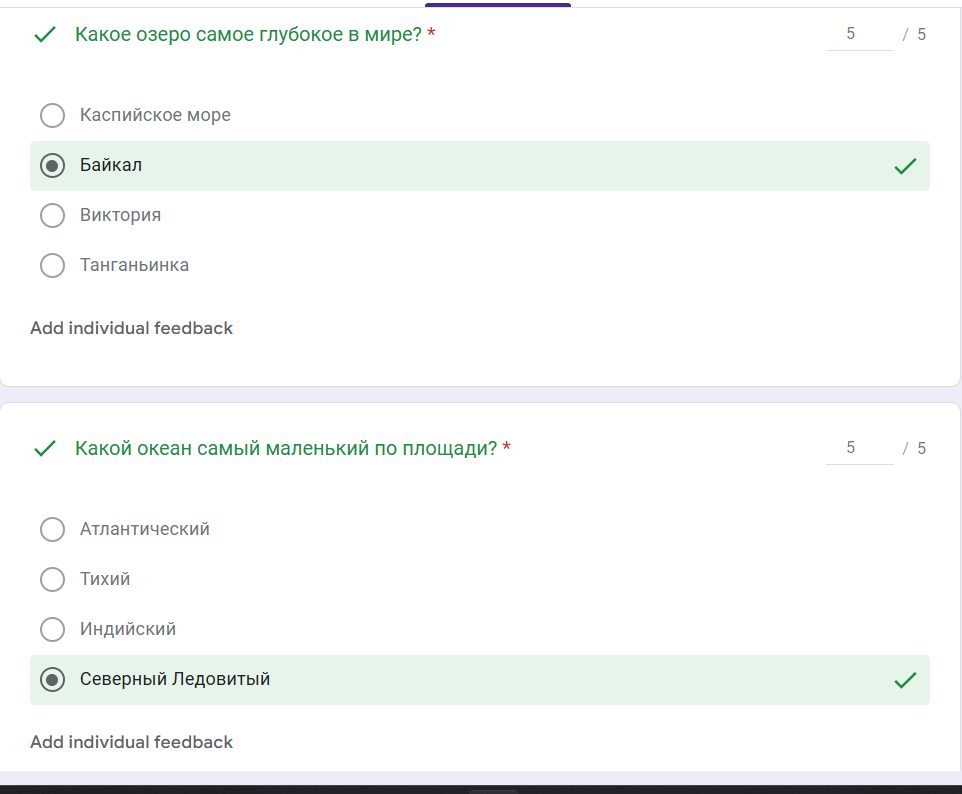 Какое озеро самое глубокое в мире? *
5 / 5
Каспийское море
Байкал
Виктория
Танганьинка
Add individual feedback
Какой океан самый маленький по площади? *
5 / 5
Атлантический
Тихий
Индийский
Северный Ледовитый
Add individual feedback